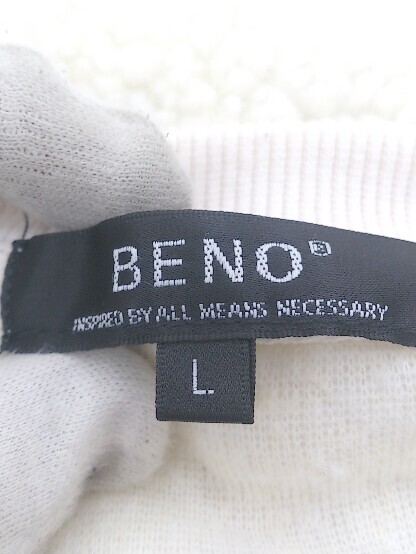 BENO
INSPIRED BY ALL MEANS NECESSARY
L